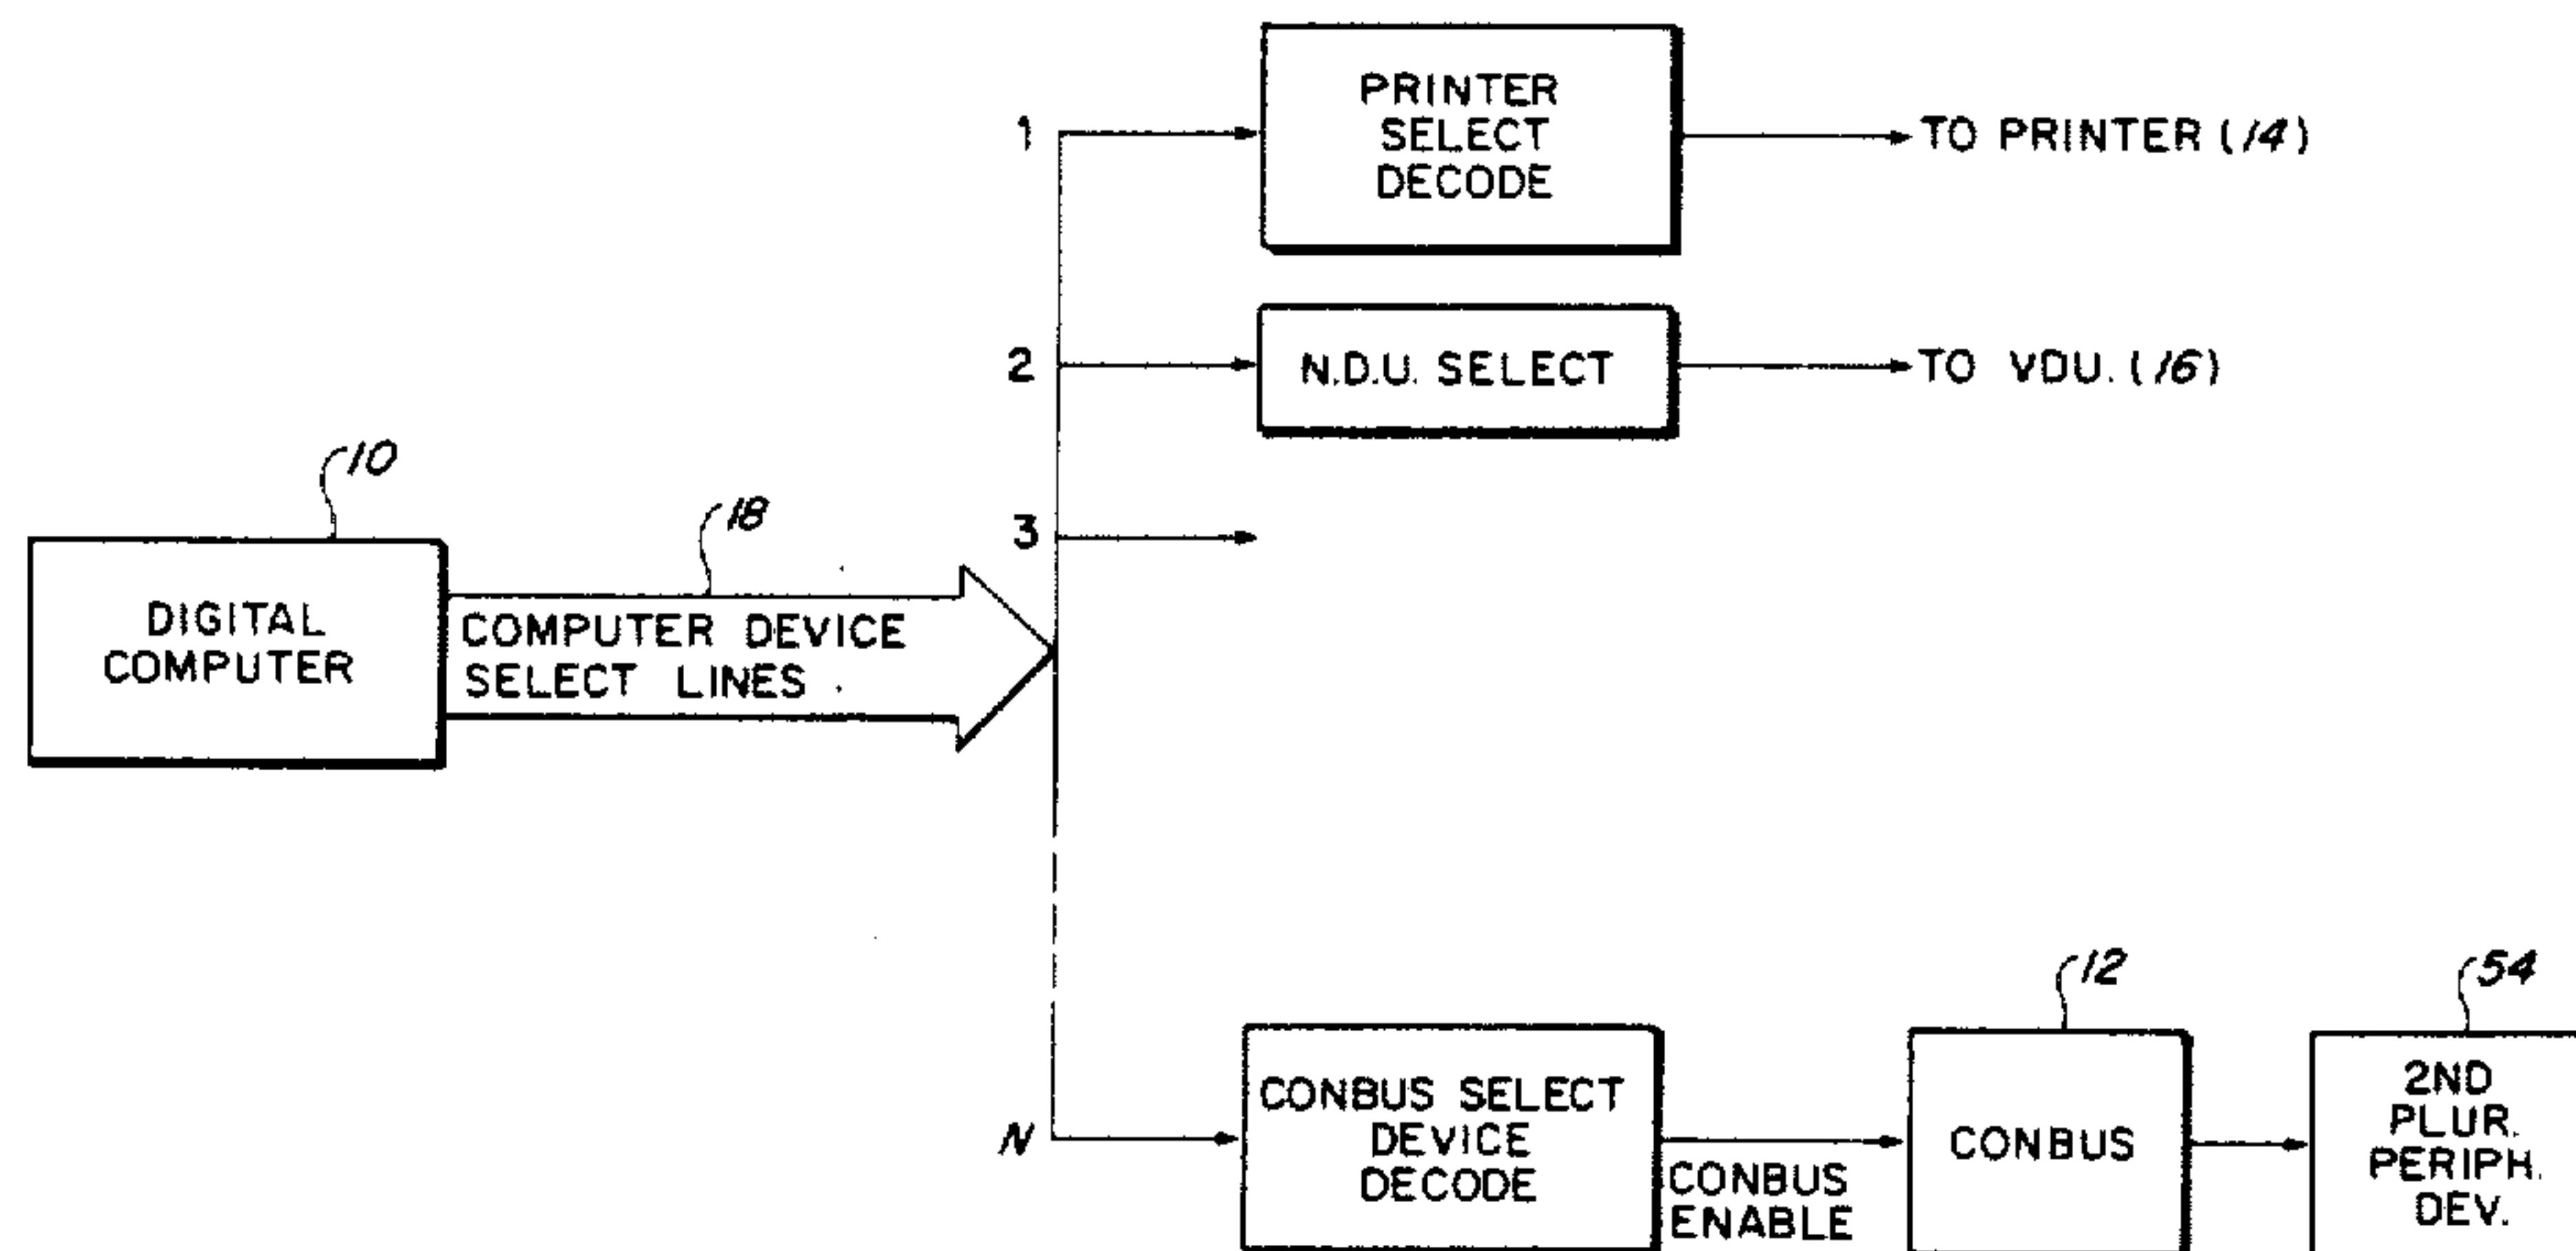 PRINTER
SELECT
DECODE
1
TO PRINTER (14)
2
N.D.U. SELECT
TO VDU. (16)
10
18
3
DIGITAL
COMPUTER
COMPUTER DEVICE
SELECT LINES
12
54
N
CONBUS SELECT
DEVICE
DECODE
CONBUS
ENABLE
CONBUS
2ND
PLUR.
PERIPH.
DEV.